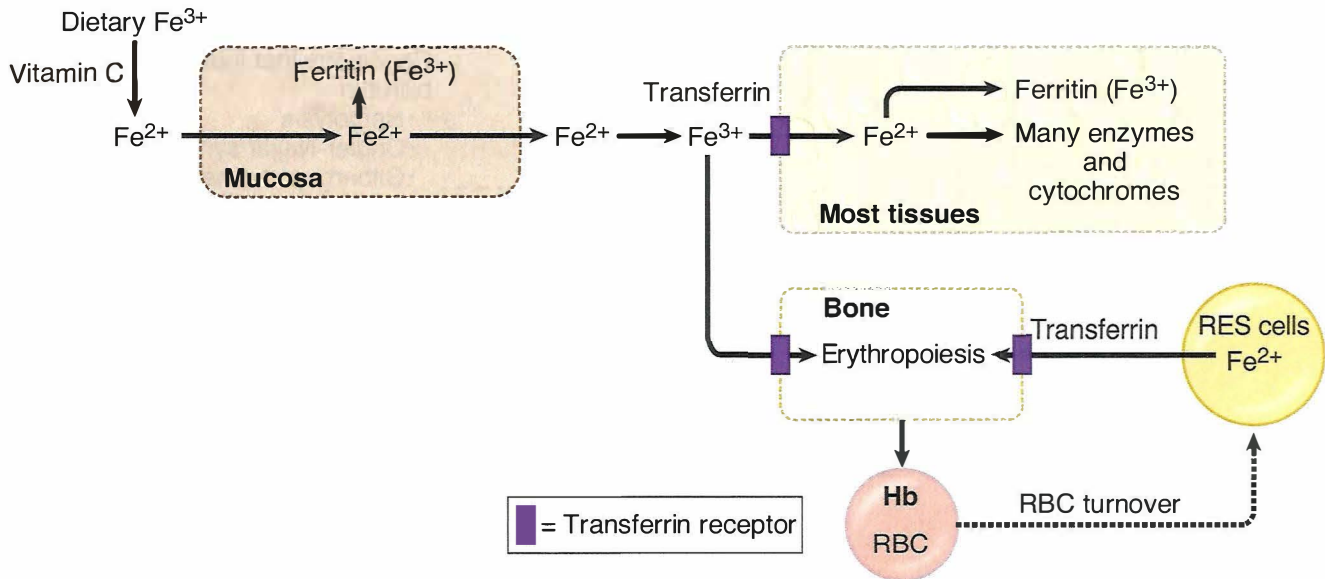 Dietary Fe³⁺
Vitamin C
Fe²⁺
Ferritin (Fe³⁺)
Fe²⁺
Mucosa
Fe²⁺
Transferrin
Fe³⁺
Fe²⁺
Ferritin (Fe³⁺)
Many enzymes
and
cytochromes
Most tissues
Bone
Erythropoiesis
Transferrin
RES cells
Fe²⁺
Hb
RBC
RBC turnover
= Transferrin receptor